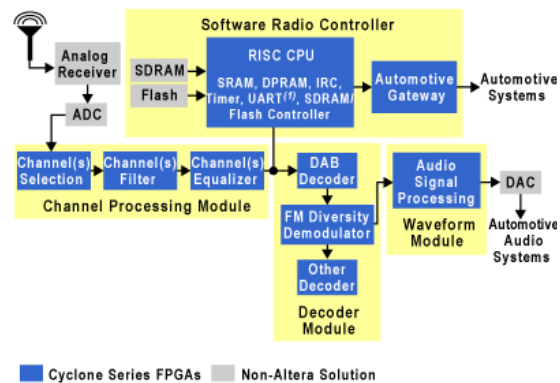 Software Radio Controller
Analog
Receiver
ADC
SDRAM
Flash
RISC CPU
SRAM, DPRAM, IRC,
Timer, UART(1), SDRAM/
Flash Controller
Automotive
Gateway
Automotive
Systems
Channel(s)
Selection
Channel(s)
Filter
Channel(s)
Equalizer
Channel Processing Module
DAB
Decoder
FM Diversity
Demodulator
Other
Decoder
Decoder
Module
Audio
Signal
Processing
Waveform
Module
DAC
Automotive
Audio
Systems
Cyclone Series FPGAs
Non-Altera Solution